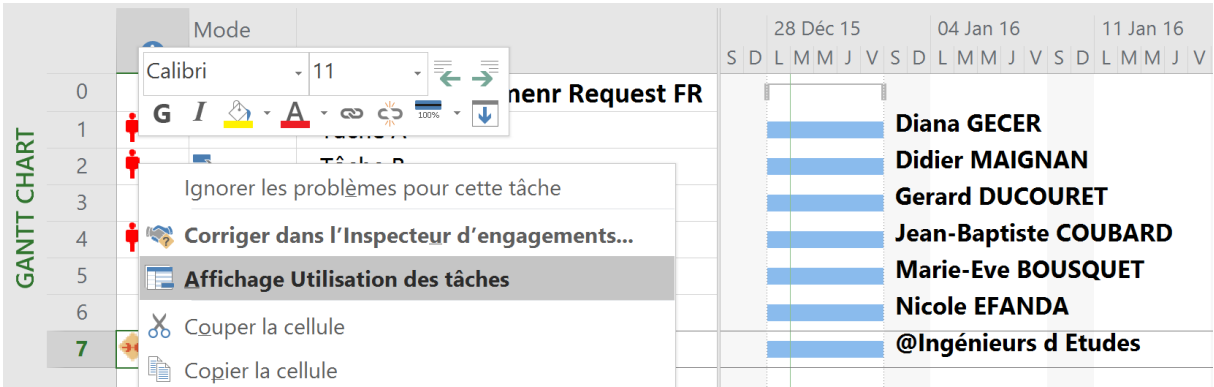 Mode
28 Déc 15 04 Jan 16 11 Jan 16
S D L M M J V S D L M M J V S D L M M J V
Calibri 11
G I A 100%
0 menr Request FR
1 Diana GECER
2 Didier MAIGNAN
Ignorer les problèmes pour cette tâche
3 Gerard DUCOURET
4 Corriger dans l'Inspecteur d'engagements... Jean-Baptiste COUBARD
5 Affichage Utilisation des tâches Marie-Eve BOUSQUET
6 Couper la cellule Nicole EFANDA
7 @Ingénieurs d Etudes
Copier la cellule
GANTT CHART